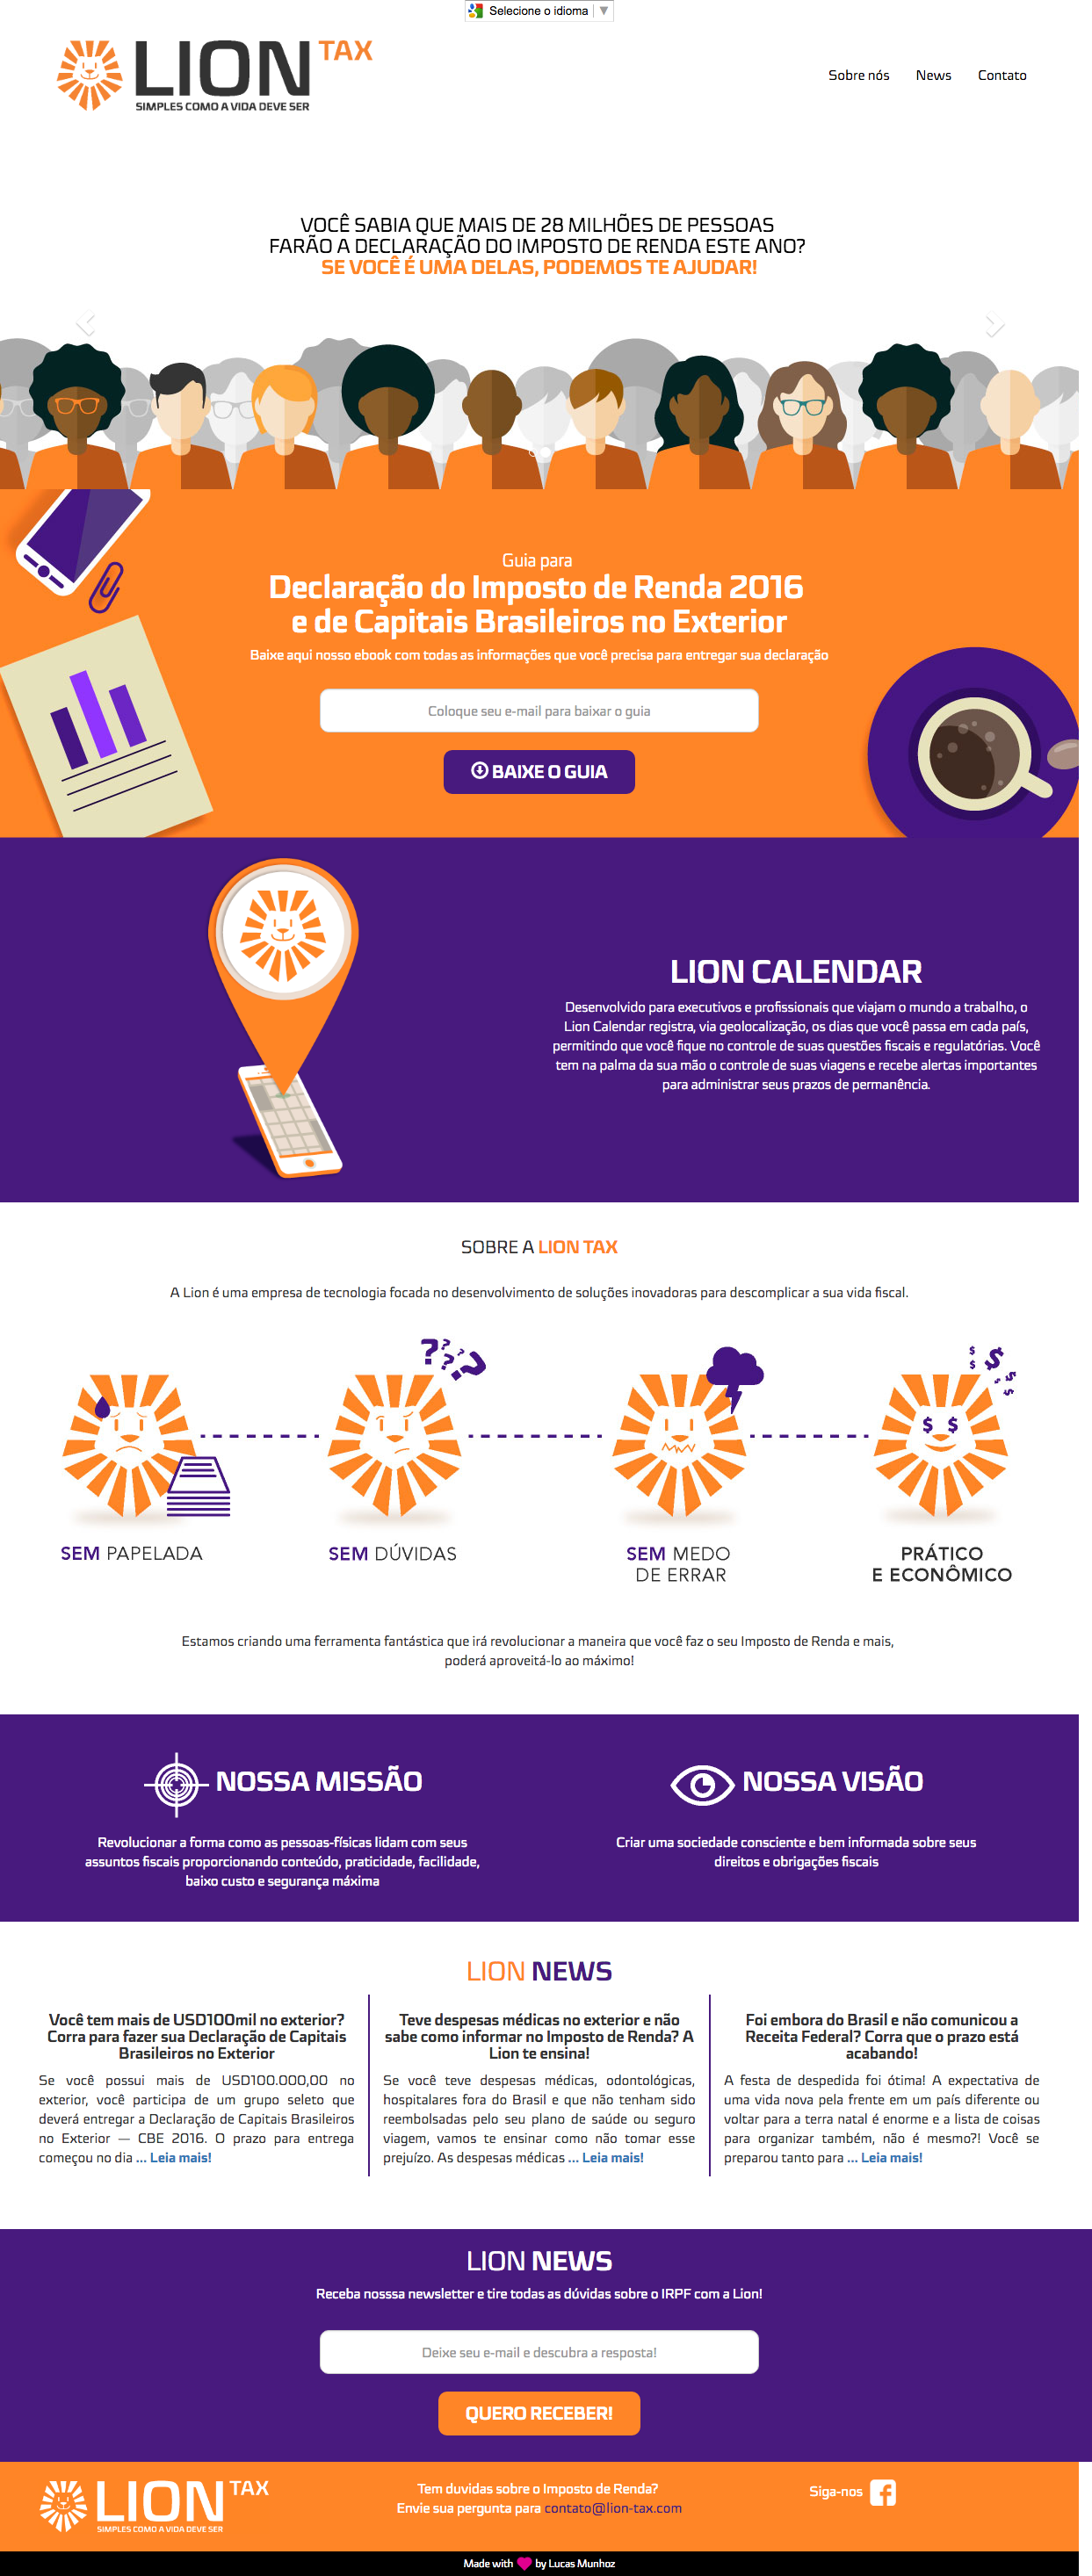 Selecione o idioma
LION TAX
SIMPLES COMO A VIDA DEVE SER
Sobre nós News Contato
VOCÊ SABIA QUE MAIS DE 28 MILHÕES DE PESSOAS
FARÃO A DECLARAÇÃO DO IMPOSTO DE RENDA ESTE ANO?
SE VOCÊ É UMA DELAS, PODEMOS TE AJUDAR!
Guia para
Declaração do Imposto de Renda 2016
e de Capitais Brasileiros no Exterior
Baixe aqui nosso ebook com todas as informações que você precisa para entregar sua declaração
Coloque seu e-mail para baixar o guia
BAIXE O GUIA
LION CALENDAR
Desenvolvido para executivos e profissionais que viajam o mundo a trabalho, o
Lion Calendar registra, via geolocalização, os dias que você passa em cada país,
permitindo que você fique no controle de suas questões fiscais e regulatórias. Você
tem na palma da sua mão o controle de suas viagens e recebe alertas importantes
para administrar seus prazos de permanência.
SOBRE A LION TAX
A Lion é uma empresa de tecnologia focada no desenvolvimento de soluções inovadoras para descomplicar a sua vida fiscal.
SEM PAPELADA
SEM DÚVIDAS
SEM MEDO
DE ERRAR
PRÁTICO
E ECONÔMICO
Estamos criando uma ferramenta fantástica que irá revolucionar a maneira que você faz o seu Imposto de Renda e mais,
poderá aproveitá-lo ao máximo!
NOSSA MISSÃO
Revolucionar a forma como as pessoas-físicas lidam com seus
assuntos fiscais proporcionando conteúdo, praticidade, facilidade,
baixo custo e segurança máxima
NOSSA VISÃO
Criar uma sociedade consciente e bem informada sobre seus
direitos e obrigações fiscais
LION NEWS
Você tem mais de USD100mil no exterior?
Corra para fazer sua Declaração de Capitais
Brasileiros no Exterior
Se você possui mais de USD100.000,00 no
exterior, você participa de um grupo seleto que
deverá entregar a Declaração de Capitais Brasileiros
no Exterior — CBE 2016. O prazo para entrega
começou no dia ... Leia mais!
Teve despesas médicas no exterior e não
sabe como informar no Imposto de Renda? A
Lion te ensina!
Se você teve despesas médicas, odontológicas,
hospitalares fora do Brasil e que não tenham sido
reembolsadas pelo seu plano de saúde ou seguro
viagem, vamos te ensinar como não tomar esse
prejuízo. As despesas médicas ... Leia mais!
Foi embora do Brasil e não comunicou a
Receita Federal? Corra que o prazo está
acabando!
A festa de despedida foi ótima! A expectativa de
uma vida nova pela frente em um país diferente ou
voltar para a terra natal é enorme e a lista de coisas
para organizar também, não é mesmo?! Você se
preparou tanto para ... Leia mais!
LION NEWS
Receba nosssa newsletter e tire todas as dúvidas sobre o IRPF com a Lion!
Deixe seu e-mail e descubra a resposta!
QUERO RECEBER!
LION TAX
SIMPLES COMO A VIDA DEVE SER
Tem duvidas sobre o Imposto de Renda?
Envie sua pergunta para contato@lion-tax.com
Siga-nos
Made with by Lucas Munhoz